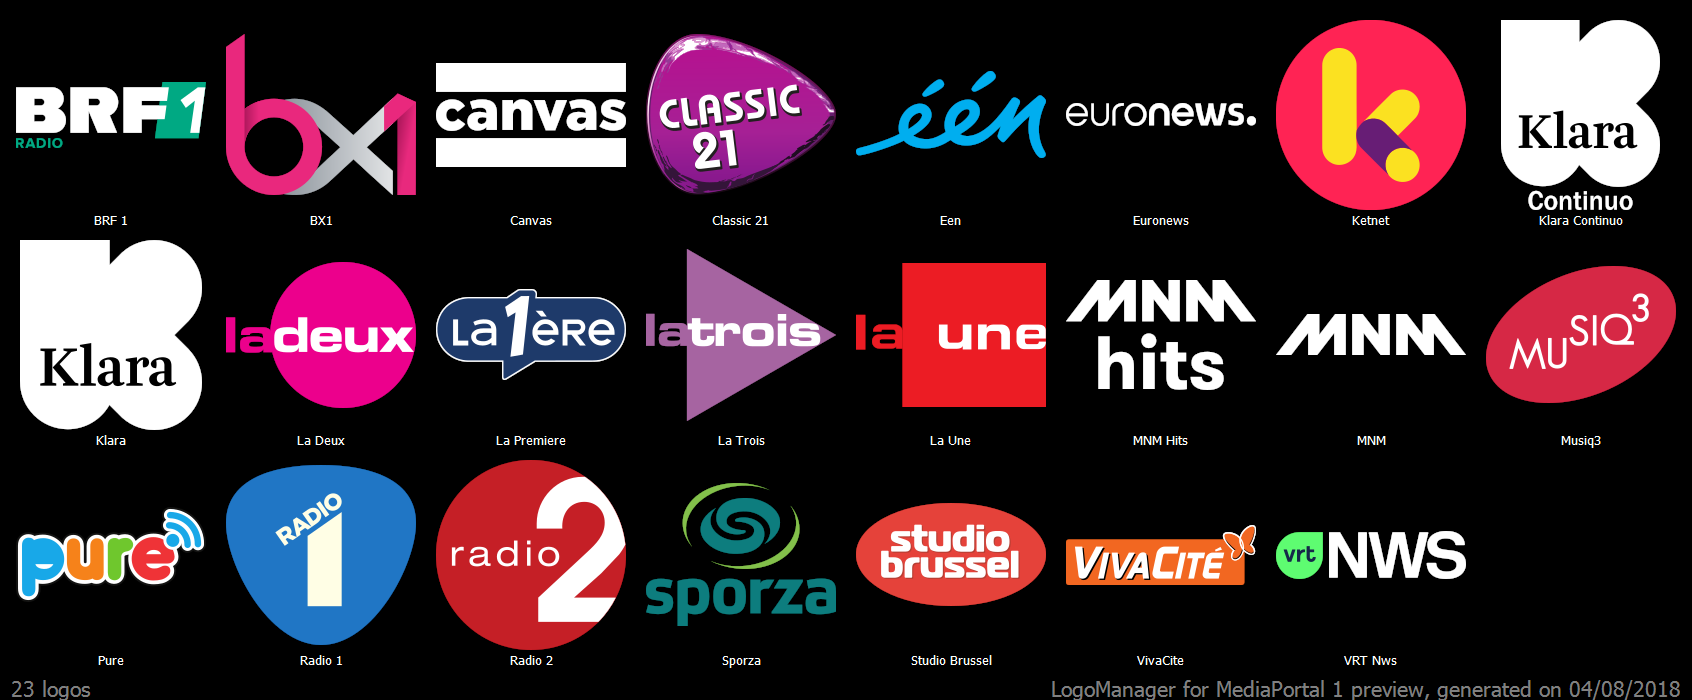 BRF 1
RADIO
bx1
canvas
CLASSIC
21
één
euronews.
Klara
Continuo
BRF 1
BX1
Canvas
Classic 21
Een
Euronews
Ketnet
Klara Continuo
Klara
ladeux
La 1ère
latrois
la une
MNM
hits
MNM
MUSIQ3
Klara
La Deux
La Premiere
La Trois
La Une
MNM Hits
MNM
Musiq3
pure
RADIO
1
radio 2
sporza
studio
brussel
VIVACITÉ
vrt NWS
Pure
Radio 1
Radio 2
Sporza
Studio Brussel
VivaCite
VRT Nws
23 logos
LogoManager for MediaPortal 1 preview, generated on 04/08/2018